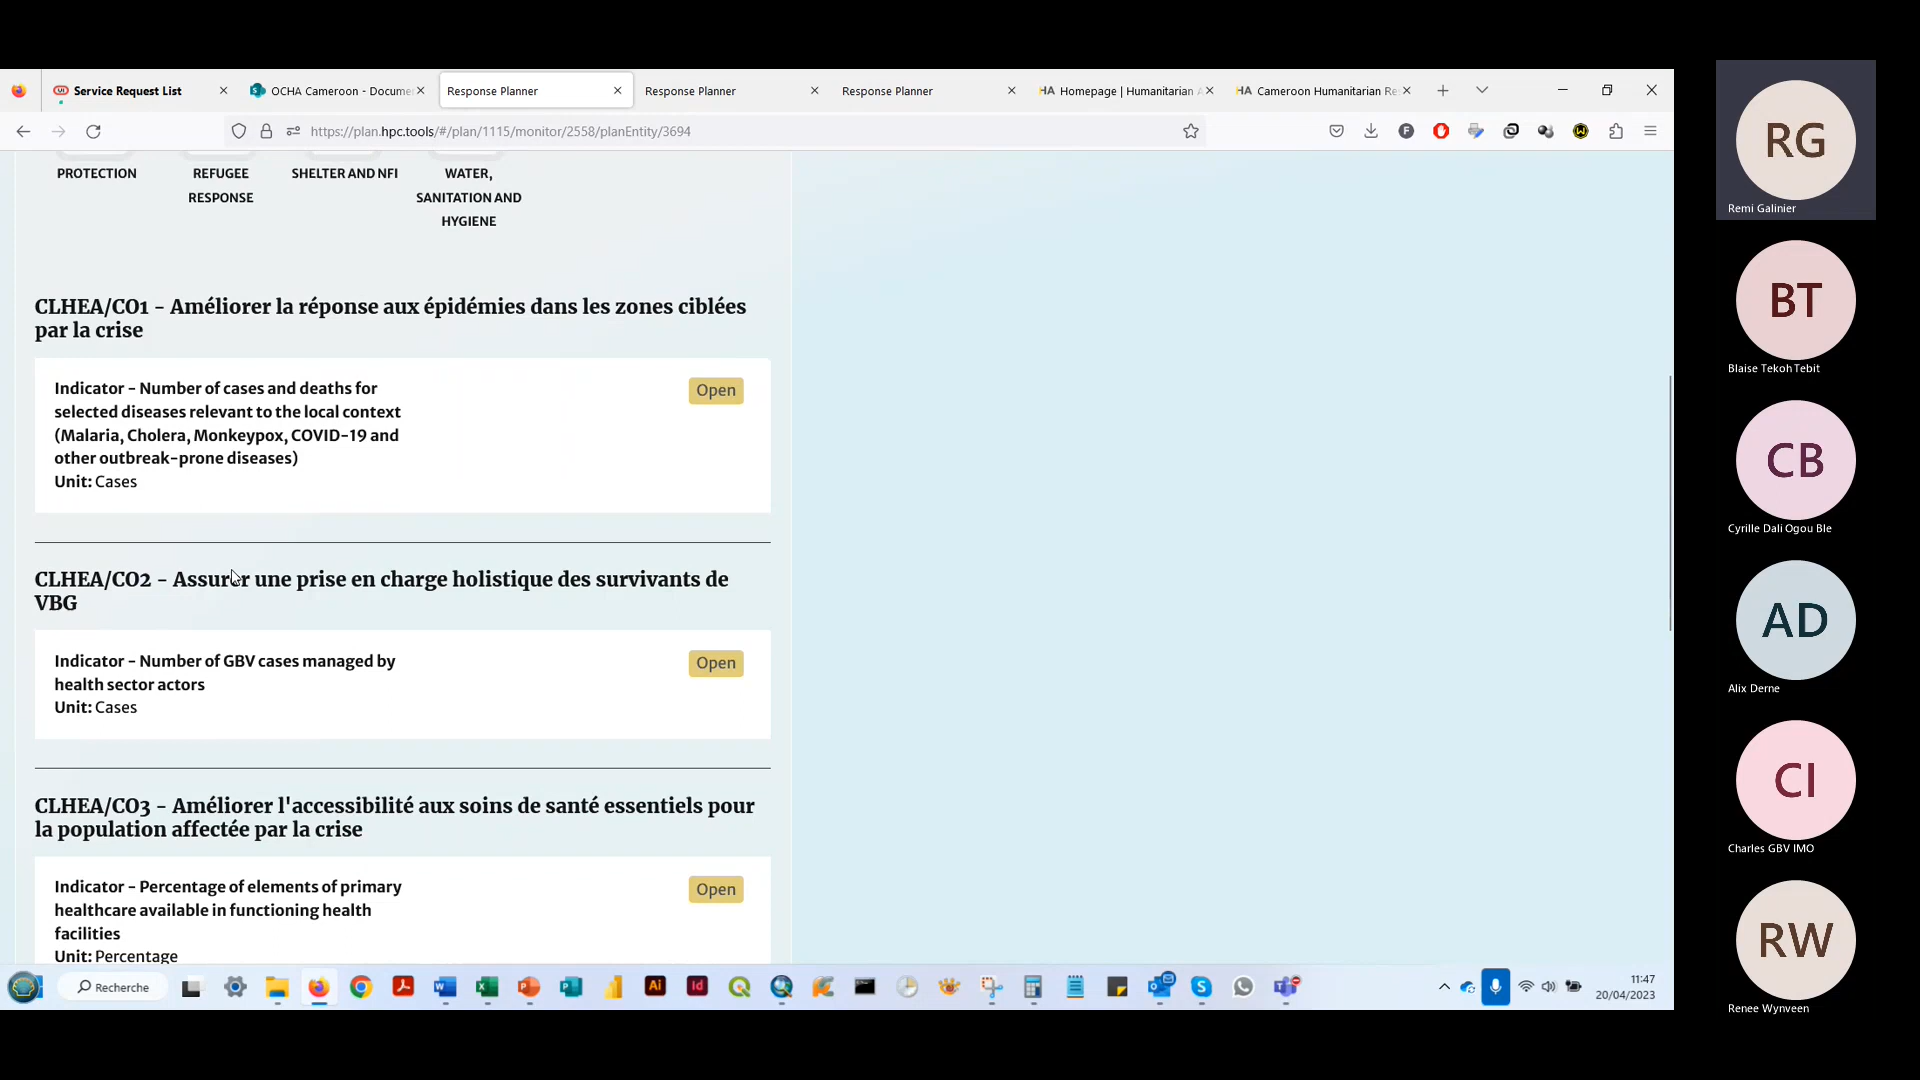 Service Request List
OCHA Cameroon - Docume
Response Planner
Response Planner
Response Planner
HA Homepage | Humanitarian A
HA Cameroon Humanitarian Re
https://plan.hpc.tools/#/plan/1115/monitor/2558/planEntity/3694
PROTECTION
REFUGEE
RESPONSE
SHELTER AND NFI
WATER,
SANITATION AND
HYGIENE
CLHEA/CO1 - Améliorer la réponse aux épidémies dans les zones ciblées
par la crise
Indicator - Number of cases and deaths for
selected diseases relevant to the local context
(Malaria, Cholera, Monkeypox, COVID-19 and
other outbreak-prone diseases)
Unit: Cases
Open
CLHEA/CO2 - Assurer une prise en charge holistique des survivants de
VBG
Indicator - Number of GBV cases managed by
health sector actors
Unit: Cases
Open
CLHEA/CO3 - Améliorer l'accessibilité aux soins de santé essentiels pour
la population affectée par la crise
Indicator - Percentage of elements of primary
healthcare available in functioning health
facilities
Unit: Percentage
Open
Recherche
11:47
20/04/2023
RG
Remi Galinier
BT
Blaise Tekoh Tebit
CB
Cyrille Dali Ogou Ble
AD
Alix Derne
CI
Charles GBV IMO
RW
Renee Wynveen